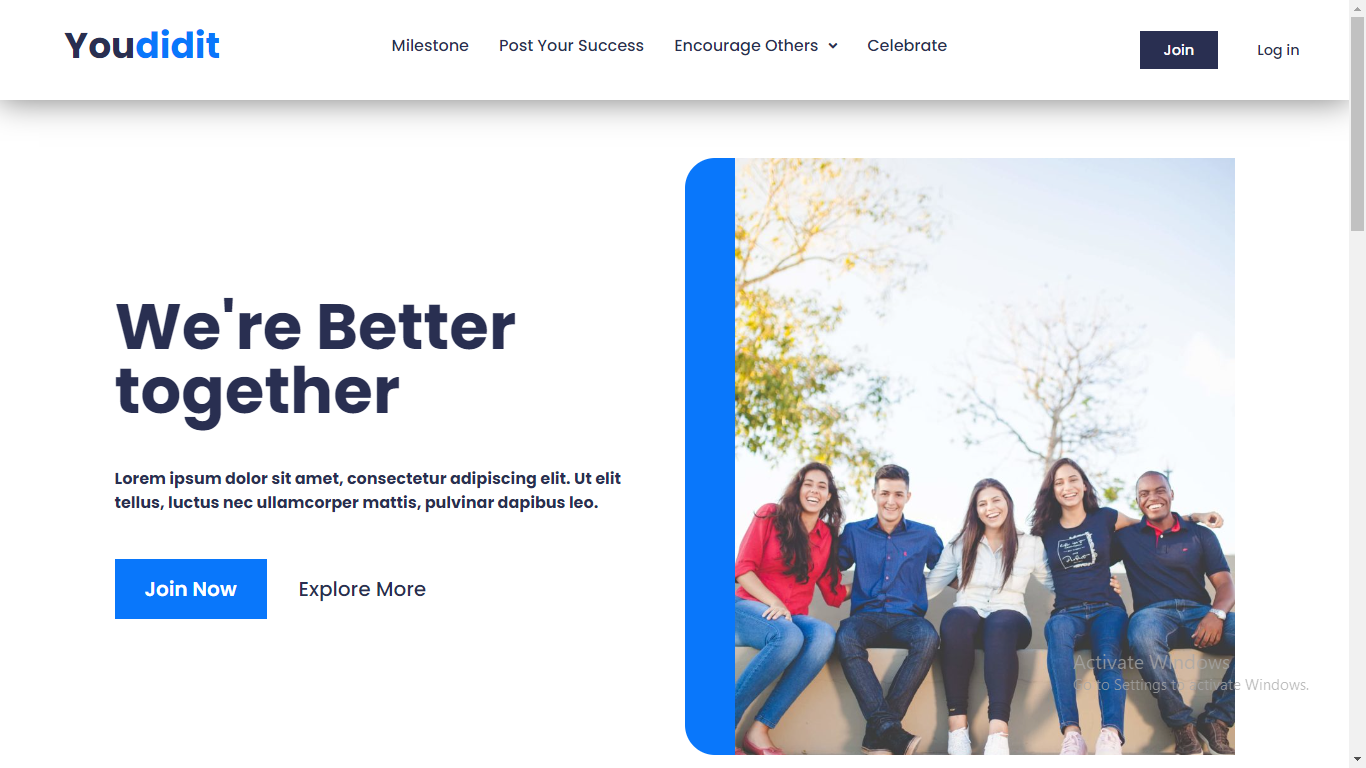 Youdidit
Milestone Post Your Success Encourage Others Celebrate
Join Log in
We're Better
together
Lorem ipsum dolor sit amet, consectetur adipiscing elit. Ut elit
tellus, luctus nec ullamcorper mattis, pulvinar dapibus leo.
Join Now Explore More
Activate Windows
Go to Settings to activate Windows.